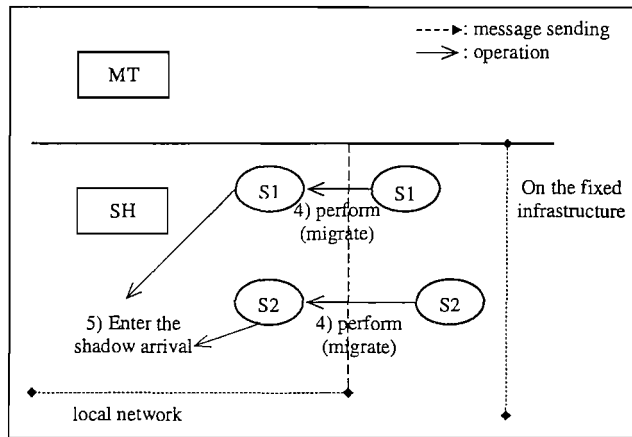 : message sending
: operation
MT
S1
S1
SH
4) perform
(migrate)
On the fixed
infrastructure
S2
S2
5) Enter the
shadow arrival
4) perform
(migrate)
local network